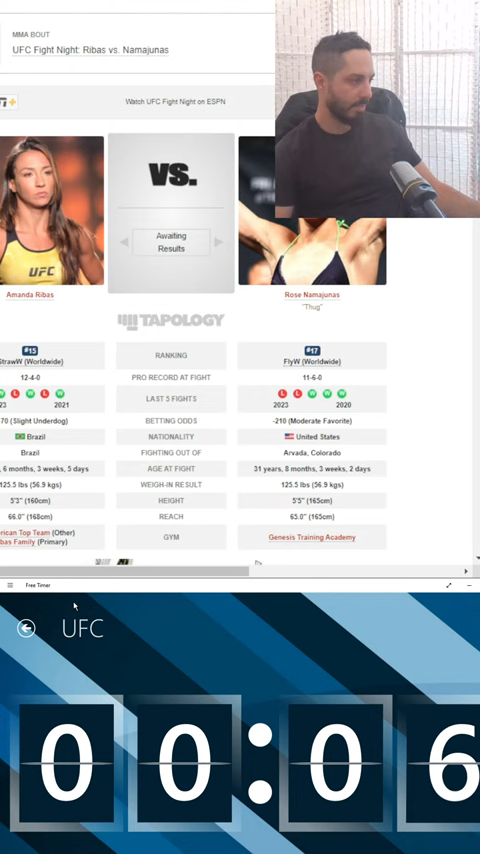 MMA BOUT
UFC Fight Night: Ribas vs. Namajunas
Watch UFC Fight Night on ESPN
VS.
Awaiting
Results
UFC
Amanda Ribas
Rose Namajunas
"Thug"
TAPOLOGY
#15 RANKING #17
StrawW (Worldwide) FlyW (Worldwide)
12-4-0 PRO RECORD AT FIGHT 11-6-0
L W L W LAST 5 FIGHTS L L W W W
2023 2021 2023 2020
70 (Slight Underdog) BETTING ODDS -210 (Moderate Favorite)
Brazil NATIONALITY United States
Brazil FIGHTING OUT OF Arvada, Colorado
, 6 months, 3 weeks, 5 days AGE AT FIGHT 31 years, 8 months, 3 weeks, 2 days
125.5 lbs (56.9 kgs) WEIGH-IN RESULT 125.5 lbs (56.9 kgs)
5'3" (160cm) HEIGHT 5'5" (165cm)
66.0" (168cm) REACH 65.0" (165cm)
rican Top Team (Other) GYM Genesis Training Academy
bas Family (Primary)
Free Timer
UFC
00:06